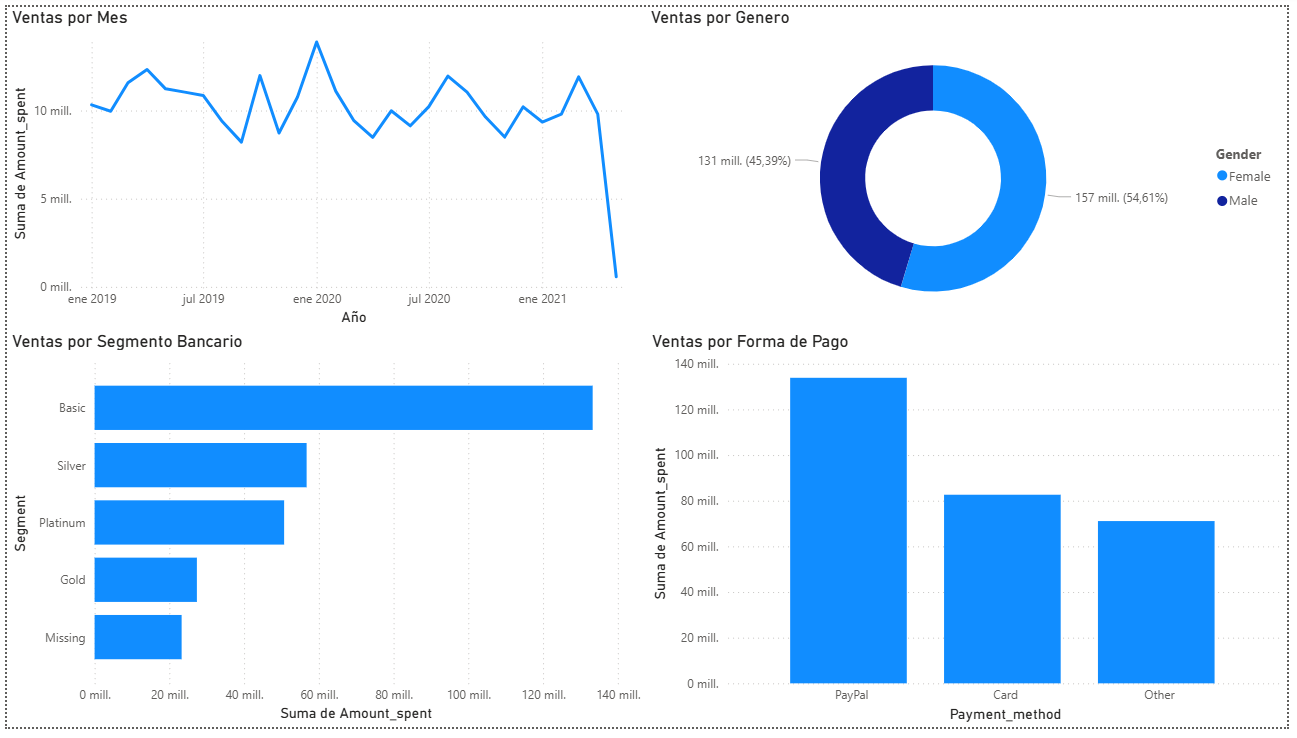 Ventas por Mes
Suma de Amount_spent
10 mill.
5 mill.
0 mill.
ene 2019
jul 2019
ene 2020
jul 2020
ene 2021
Año
Ventas por Genero
131 mill. (45,39%)
157 mill. (54,61%)
Gender
Female
Male
Ventas por Segmento Bancario
Segment
Basic
Silver
Platinum
Gold
Missing
0 mill.
20 mill.
40 mill.
60 mill.
80 mill.
100 mill.
120 mill.
140 mill.
Suma de Amount_spent
Ventas por Forma de Pago
Suma de Amount_spent
140 mill.
120 mill.
100 mill.
80 mill.
60 mill.
40 mill.
20 mill.
0 mill.
PayPal
Card
Other
Payment_method